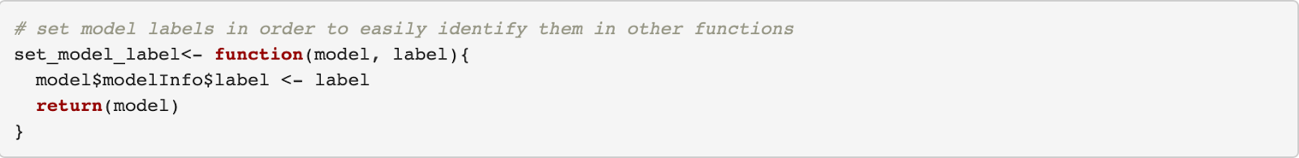 # set model labels in order to easily identify them in other functions
set_model_label<- function(model, label){
  model$modelInfo$label <- label
  return(model)
}